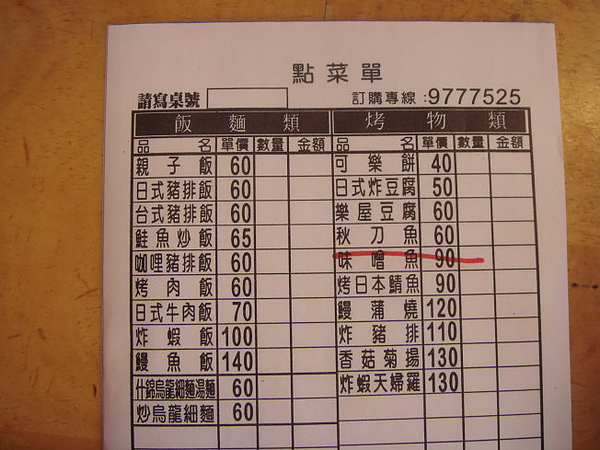 點菜單
請寫桌號 訂購專線:9777525
飯麵類 烤物類
品名 單價 數量 金額 品名 單價 數量 金額
親子飯 60 可樂餅 40
日式豬排飯 60 日式炸豆腐 50
台式豬排飯 60 樂屋豆腐 60
鮭魚炒飯 65 秋刀魚 60
咖哩豬排飯 60 味噌魚 90
烤肉飯 60 烤日本鯖魚 90
日式牛肉飯 70 鰻蒲燒 120
炸蝦飯 100 炸豬排 110
鰻魚飯 140 香菇菊揚 130
什錦烏龍細麵湯麵 60 炸蝦天婦羅 130
炒烏龍細麵 60